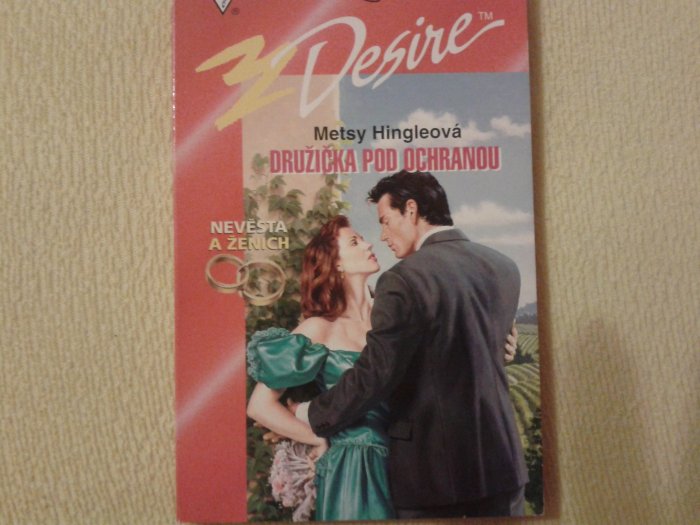 Desire™
Metsy Hingleová
DRUŽIČKA POD OCHRANOU
NEVĚSTA
A ŽENICH
®